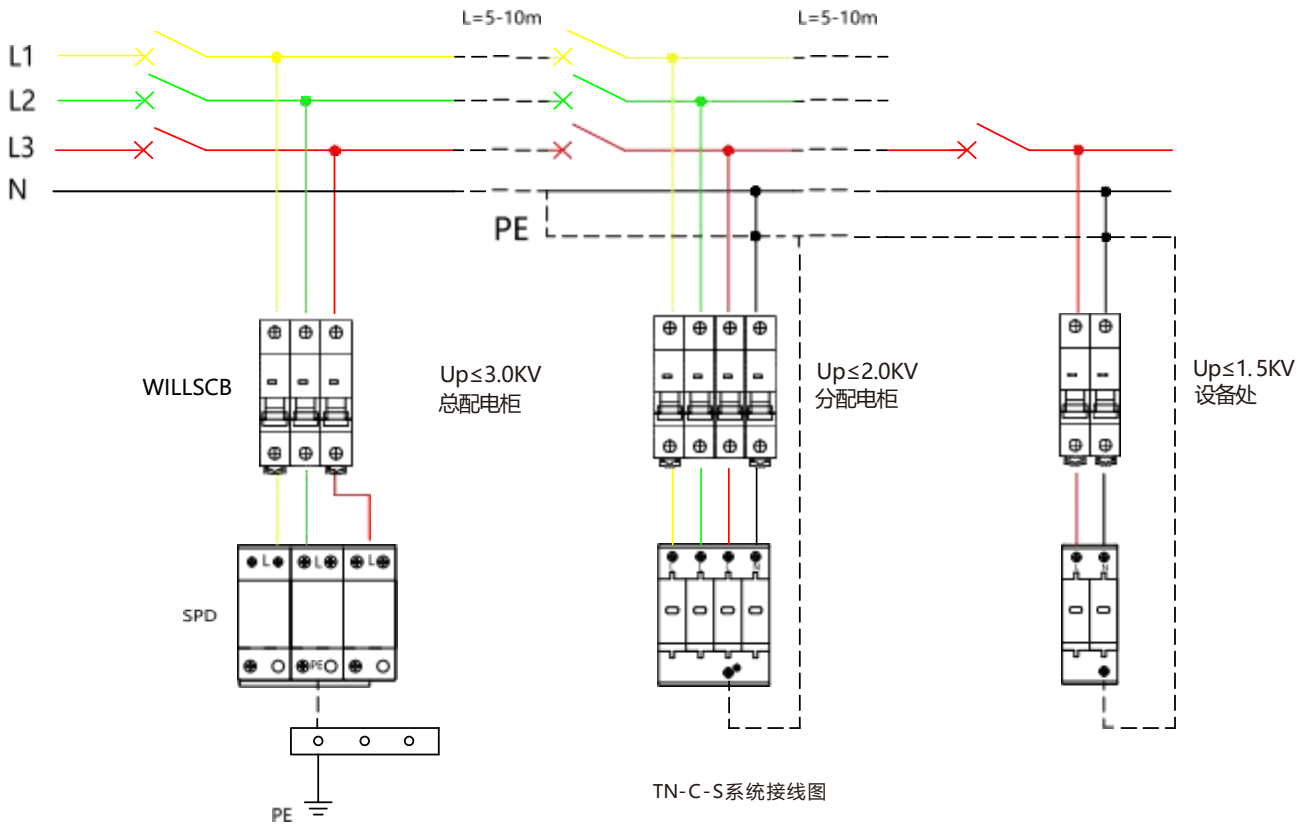 L=5-10m
L=5-10m
L1
L2
L3
N
PE
WILLSCB
Up≤3.0KV
总配电柜
Up≤2.0KV
分配电柜
Up≤1.5KV
设备处
SPD
L
L
L
PE
N
L
N
TN-C-S系统接线图
PE